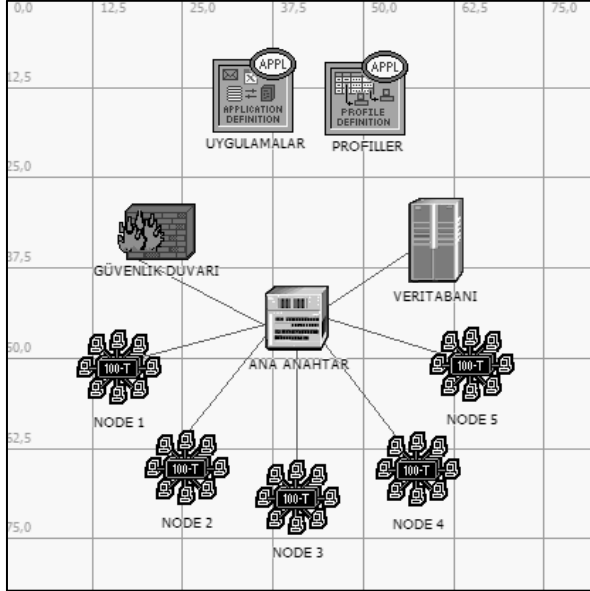 0,0 12,5 25,0 37,5 50,0 62,5 75,0
12,5
APPL APPL
APPLICATION DEFINITION
PROFILE DEFINITION
UYGULAMALAR PROFILLER
25,0
37,5
GÜVENLIK DUVARI
VERITABANI
50,0
ANA ANAHTAR
100-T 100-T
NODE 1 NODE 5
62,5
100-T 100-T 100-T
NODE 2 NODE 4
75,0
NODE 3